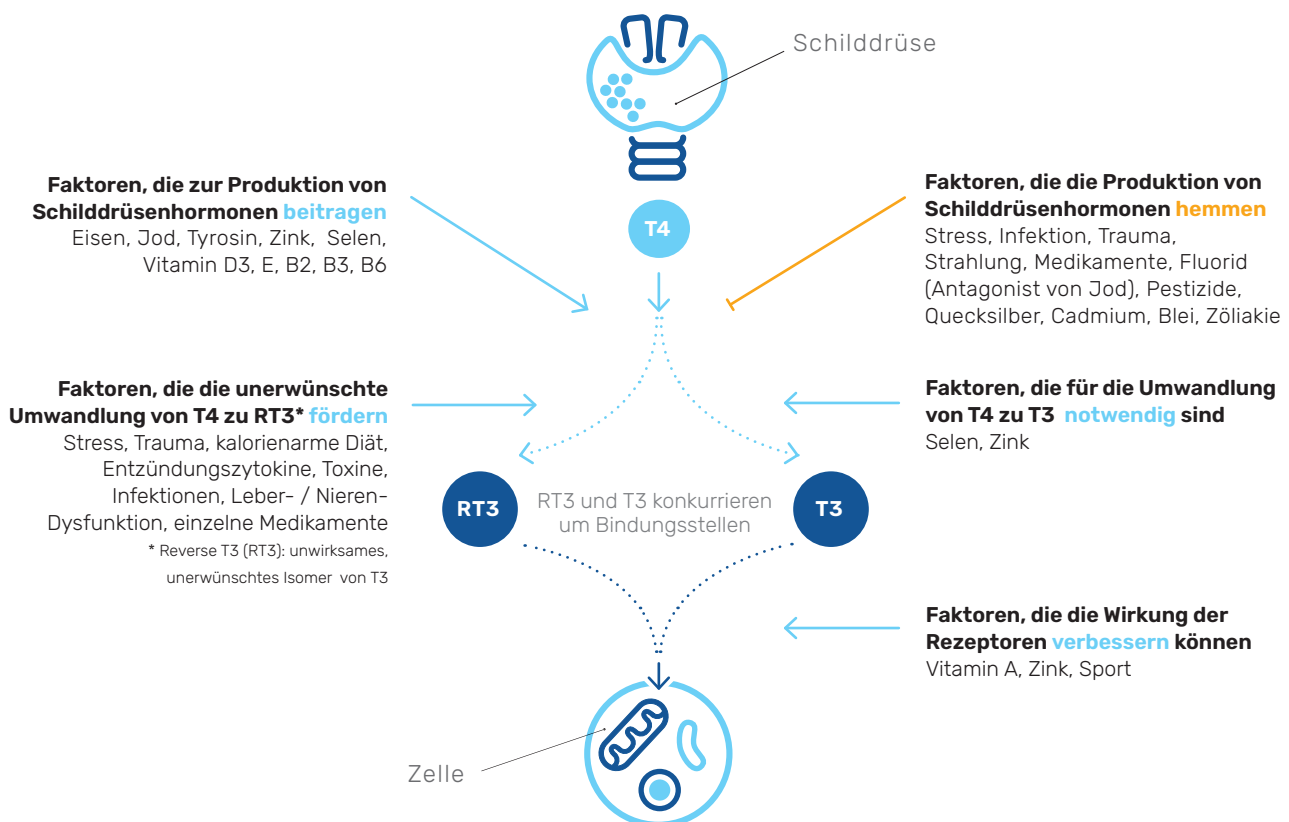 Schilddrüse
Faktoren, die zur Produktion von
Schilddrüsenhormonen beitragen
Eisen, Jod, Tyrosin, Zink, Selen,
Vitamin D3, E, B2, B3, B6
T4
Faktoren, die die Produktion von
Schilddrüsenhormonen hemmen
Stress, Infektion, Trauma,
Strahlung, Medikamente, Fluorid
(Antagonist von Jod), Pestizide,
Quecksilber, Cadmium, Blei, Zöliakie
Faktoren, die die unerwünschte
Umwandlung von T4 zu RT3* fördern
Stress, Trauma, kalorienarme Diät,
Entzündungszytokine, Toxine,
Infektionen, Leber- / Nieren-
Dysfunktion, einzelne Medikamente
* Reverse T3 (RT3): unwirksames,
unerwünschtes Isomer von T3
Faktoren, die für die Umwandlung
von T4 zu T3 notwendig sind
Selen, Zink
RT3
RT3 und T3 konkurrieren
um Bindungsstellen
T3
Faktoren, die die Wirkung der
Rezeptoren verbessern können
Vitamin A, Zink, Sport
Zelle